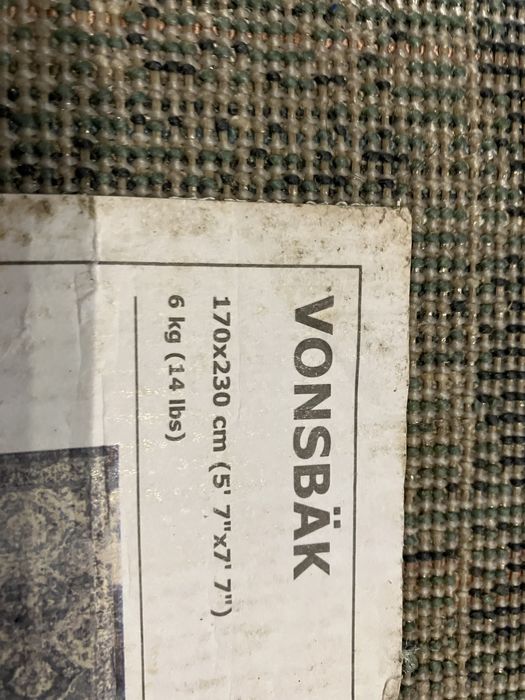 VONSBÄK
170x230 cm (5' 7"x7' 7")
6 kg (14 lbs)